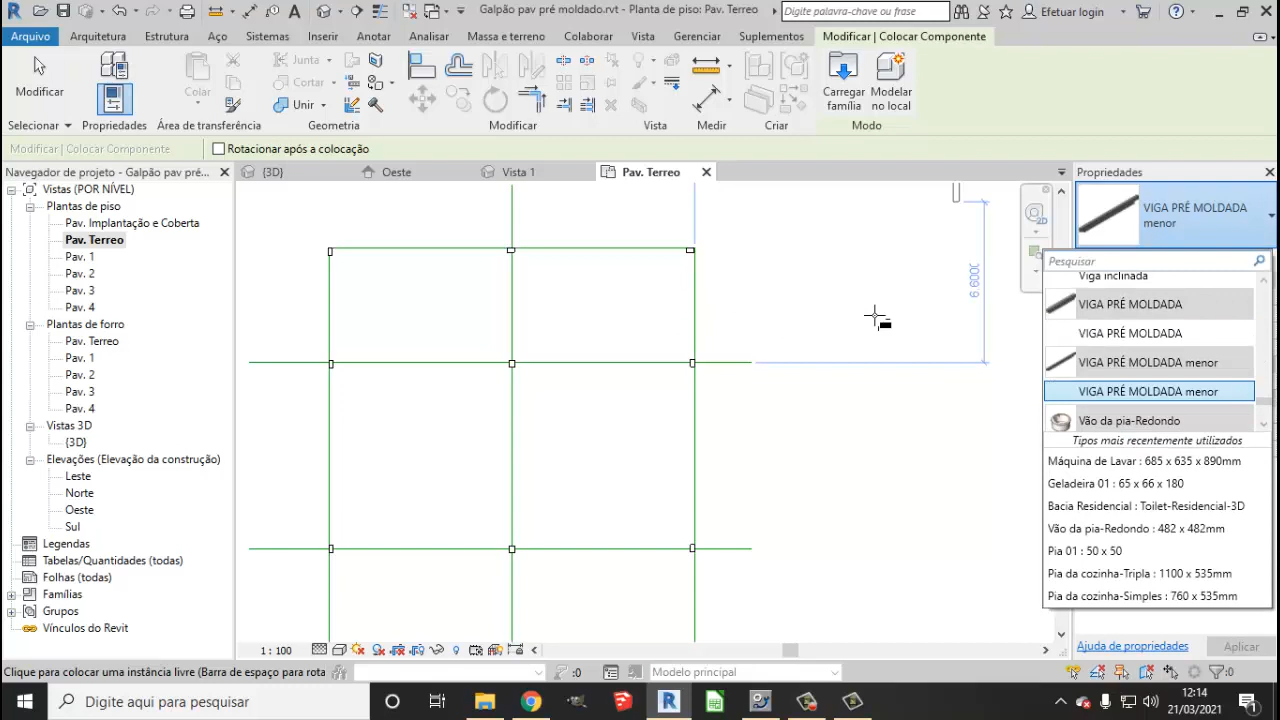 Galpão pav pré moldado.rvt - Planta de piso: Pav. Terreo
Digite palavra-chave ou frase
Efetuar login
Arquivo
Arquitetura
Estrutura
Aço
Sistemas
Inserir
Anotar
Analisar
Massa e terreno
Colaborar
Vista
Gerenciar
Suplementos
Modificar | Colocar Componente
Modificar
Colar
Junta
Cortar
Unir
Carregar família
Modelar no local
Selecionar
Propriedades
Área de transferência
Geometria
Modificar
Vista
Medir
Criar
Modo
Modificar | Colocar Componente
Rotacionar após a colocação
Navegador de projeto - Galpão pav pré...
{3D}
Oeste
Vista 1
Pav. Terreo
Propriedades
Vistas (POR NÍVEL)
Plantas de piso
Pav. Implantação e Coberta
Pav. Terreo
Pav. 1
Pav. 2
Pav. 3
Pav. 4
Plantas de forro
Pav. Terreo
Pav. 1
Pav. 2
Pav. 3
Pav. 4
Vistas 3D
{3D}
Elevações (Elevação da construção)
Leste
Norte
Oeste
Sul
Legendas
Tabelas/Quantidades (todas)
Folhas (todas)
Famílias
Grupos
Vínculos do Revit
6.6000
2D
VIGA PRÉ MOLDADA
menor
Pesquisar
Viga inclinada
VIGA PRÉ MOLDADA
VIGA PRÉ MOLDADA
VIGA PRÉ MOLDADA menor
VIGA PRÉ MOLDADA menor
Vão da pia-Redondo
Tipos mais recentemente utilizados
Máquina de Lavar : 685 x 635 x 890mm
Geladeira 01 : 65 x 66 x 180
Bacia Residencial : Toilet-Residencial-3D
Vão da pia-Redondo : 482 x 482mm
Pia 01 : 50 x 50
Pia da cozinha-Tripla : 1100 x 535mm
Pia da cozinha-Simples : 760 x 535mm
Ajuda de propriedades
Aplicar
1 : 100
Clique para colocar uma instância livre (Barra de espaço para rota
:0
Modelo principal
:0
Digite aqui para pesquisar
12:14
21/03/2021
1